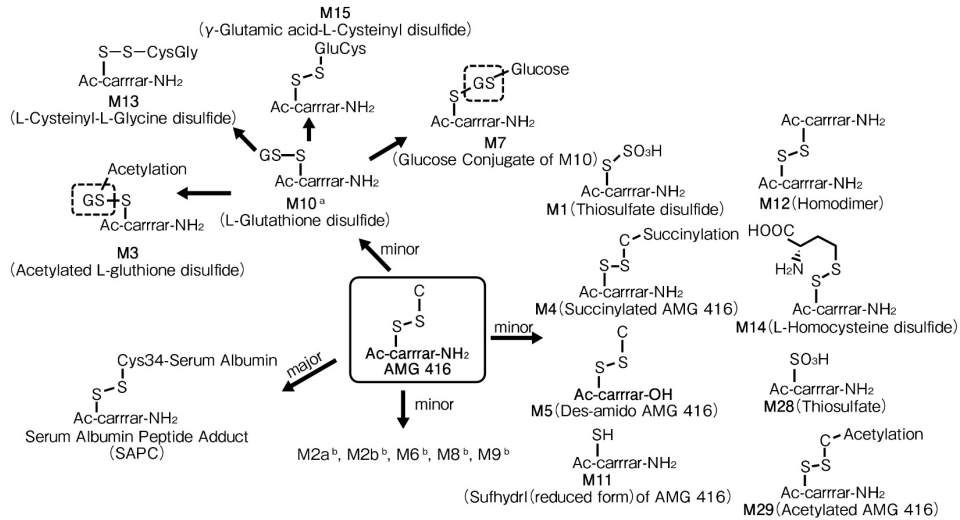 M15
(γ-Glutamic acid-L-Cysteinyl disulfide)
GluCys
S
S
Ac-carrrar-NH₂
S–S–CysGly
Ac-carrrar-NH₂
M13
(L-Cysteinyl-L-Glycine disulfide)
Glucose
GS
S
Ac-carrrar-NH₂
M7
(Glucose Conjugate of M10)
GS–S
Ac-carrrar-NH₂
M10ᵃ
(L-Glutathione disulfide)
Acetylation
GS
S
Ac-carrrar-NH₂
M3
(Acetylated L-gluthione disulfide)
SO₃H
S
Ac-carrrar-NH₂
M1(Thiosulfate disulfide)
Ac-carrrar-NH₂
S
S
Ac-carrrar-NH₂
M12(Homodimer)
minor
C
S
S
Ac-carrrar-NH₂
AMG 416
minor
major
minor
C
Succinylation
S
S
Ac-carrrar-NH₂
M4(Succinylated AMG 416)
HOOC
H₂N
S
S
Ac-carrrar-NH₂
M14(L-Homocysteine disulfide)
Cys34-Serum Albumin
S
S
Ac-carrrar-NH₂
Serum Albumin Peptide Adduct
(SAPC)
M2aᵇ, M2bᵇ, M6ᵇ, M8ᵇ, M9ᵇ
C
S
S
Ac-carrrar-OH
M5(Des-amido AMG 416)
SO₃H
S
Ac-carrrar-NH₂
M28(Thiosulfate)
SH
Ac-carrrar-NH₂
M11
(Sufhydrl(reduced form)of AMG 416)
C
Acetylation
S
S
Ac-carrrar-NH₂
M29(Acetylated AMG 416)